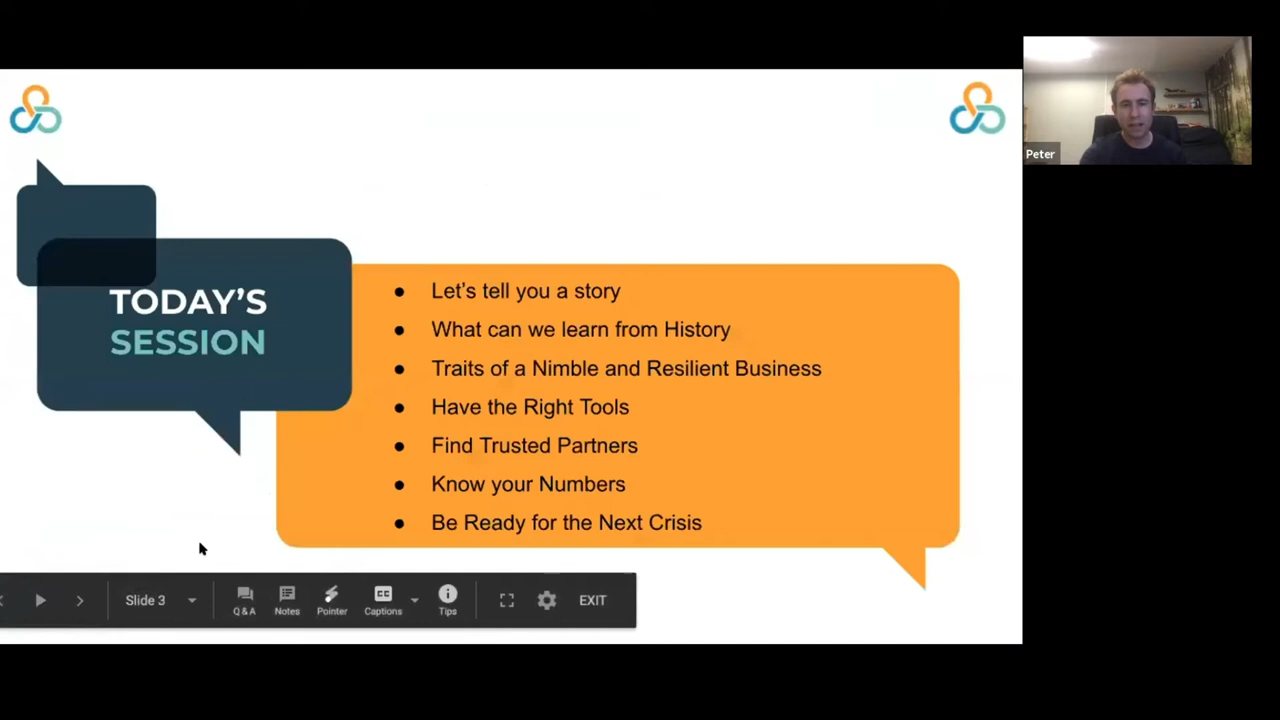 Peter
TODAY'S
SESSION
● Let's tell you a story
● What can we learn from History
● Traits of a Nimble and Resilient Business
● Have the Right Tools
● Find Trusted Partners
● Know your Numbers
● Be Ready for the Next Crisis
Slide 3
Q & A
Notes
Pointer
CC
Captions
Tips
EXIT